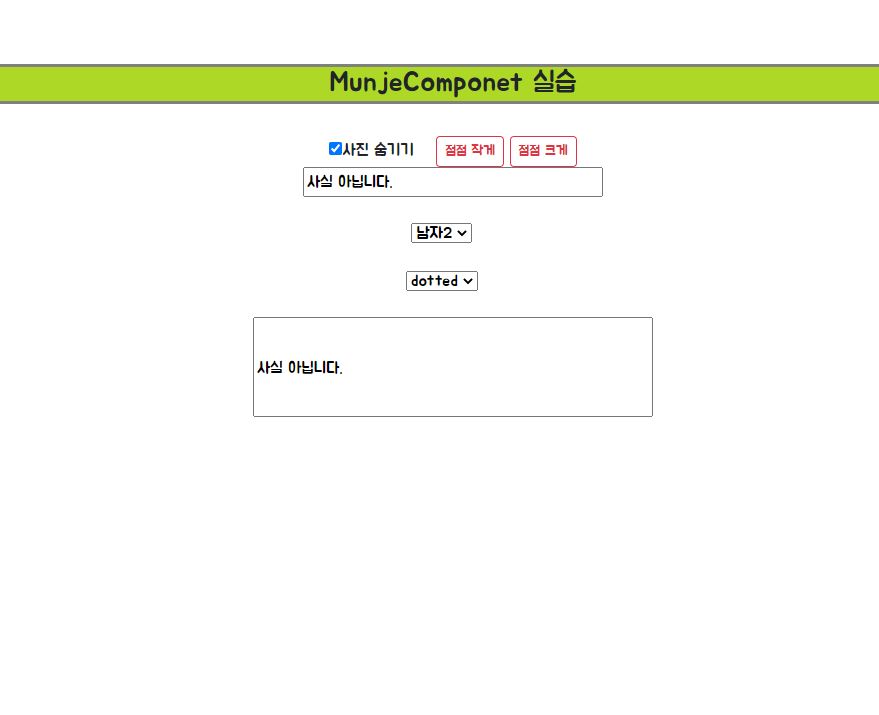 MunjeComponet 실습
사진 숨기기 점점 작게 점점 크게
사실 아닙니다.
남자2
dotted
사실 아닙니다.